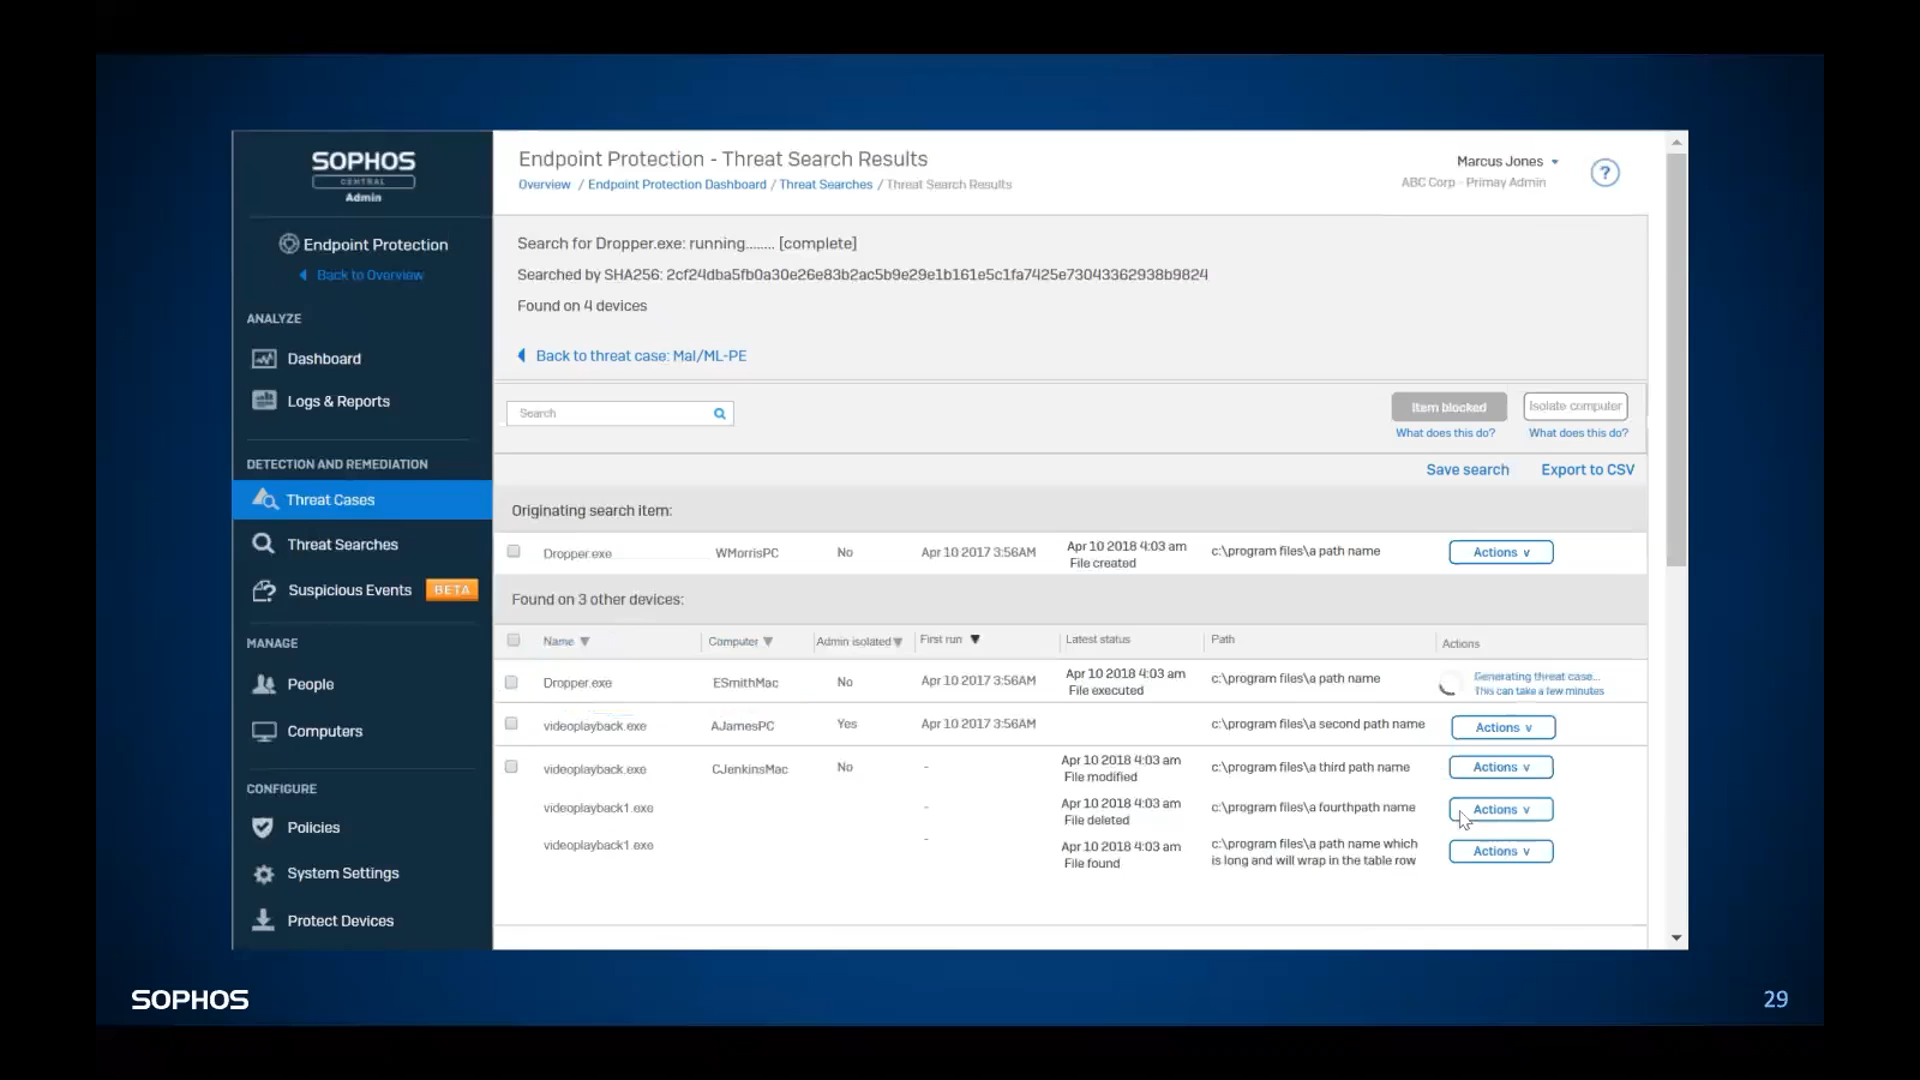 SOPHOS
CENTRAL
Admin
Endpoint Protection
Back to Overview
ANALYZE
Dashboard
Logs & Reports
DETECTION AND REMEDIATION
Threat Cases
Threat Searches
Suspicious Events BETA
MANAGE
People
Computers
CONFIGURE
Policies
System Settings
Protect Devices
Endpoint Protection - Threat Search Results
Overview / Endpoint Protection Dashboard / Threat Searches / Threat Search Results
Marcus Jones
ABC Corp - Primay Admin
?
Search for Dropper.exe: running........ [complete]
Searched by SHA256: 2cf24dba5fb0a30e26e83b2ac5b9e29e1b161e5c1fa7425e73043362938b9824
Found on 4 devices
Back to threat case: Mal/ML-PE
Search
Item blocked Isolate computer
What does this do? What does this do?
Save search Export to CSV
Originating search item:
Dropper.exe WMorrisPC No Apr 10 2017 3:56AM Apr 10 2018 4:03 am c:\program files\a path name Actions v
File created
Found on 3 other devices:
Name Computer Admin isolated First run Latest status Path Actions
Dropper.exe ESmithMac No Apr 10 2017 3:56AM Apr 10 2018 4:03 am c:\program files\a path name Generating threat case...
File executed This can take a few minutes
videoplayback.exe AJamesPC Yes Apr 10 2017 3:56AM c:\program files\a second path name Actions v
videoplayback.exe CJenkinsMac No - Apr 10 2018 4:03 am c:\program files\a third path name Actions v
File modified
videoplayback1.exe - Apr 10 2018 4:03 am c:\program files\a fourthpath name Actions v
File deleted
videoplayback1.exe - Apr 10 2018 4:03 am c:\program files\a path name which Actions v
File found is long and will wrap in the table row
SOPHOS
29